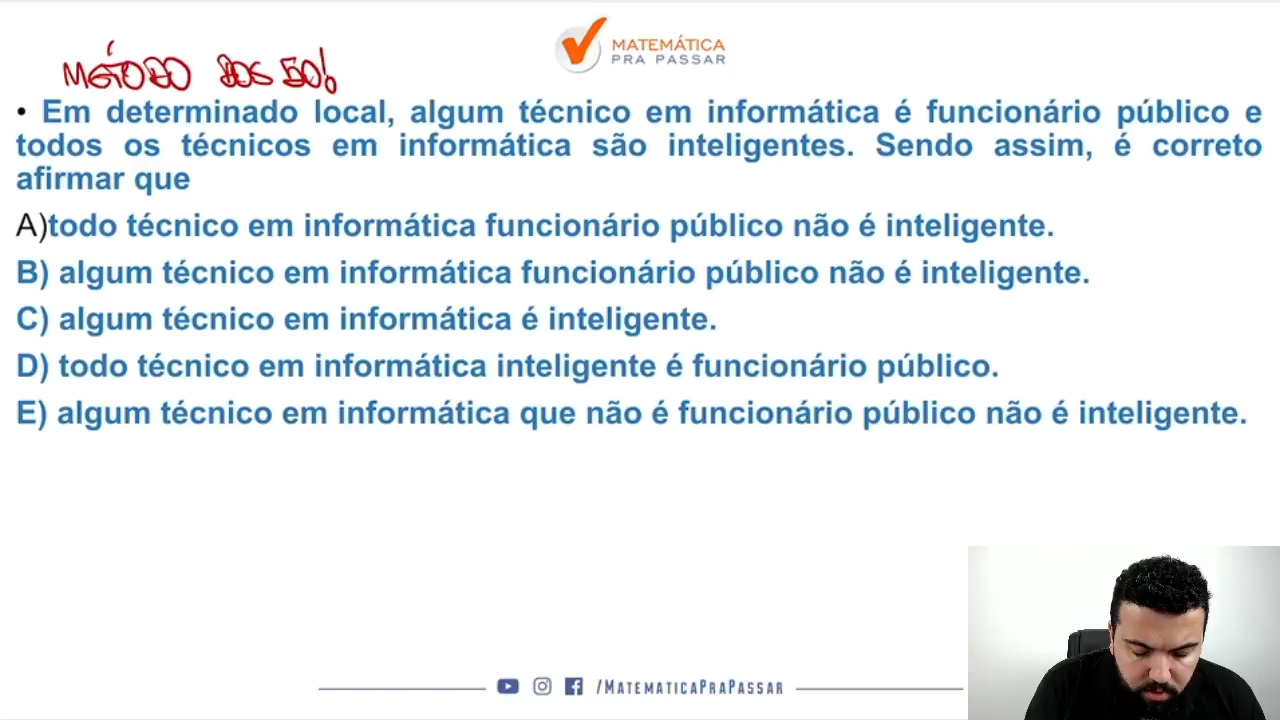 MATEMÁTICA
PRA PASSAR
MÉTODO DOS 50!
• Em determinado local, algum técnico em informática é funcionário público e
todos os técnicos em informática são inteligentes. Sendo assim, é correto
afirmar que
A)todo técnico em informática funcionário público não é inteligente.
B) algum técnico em informática funcionário público não é inteligente.
C) algum técnico em informática é inteligente.
D) todo técnico em informática inteligente é funcionário público.
E) algum técnico em informática que não é funcionário público não é inteligente.
/MATEMATICAPRAPASSAR